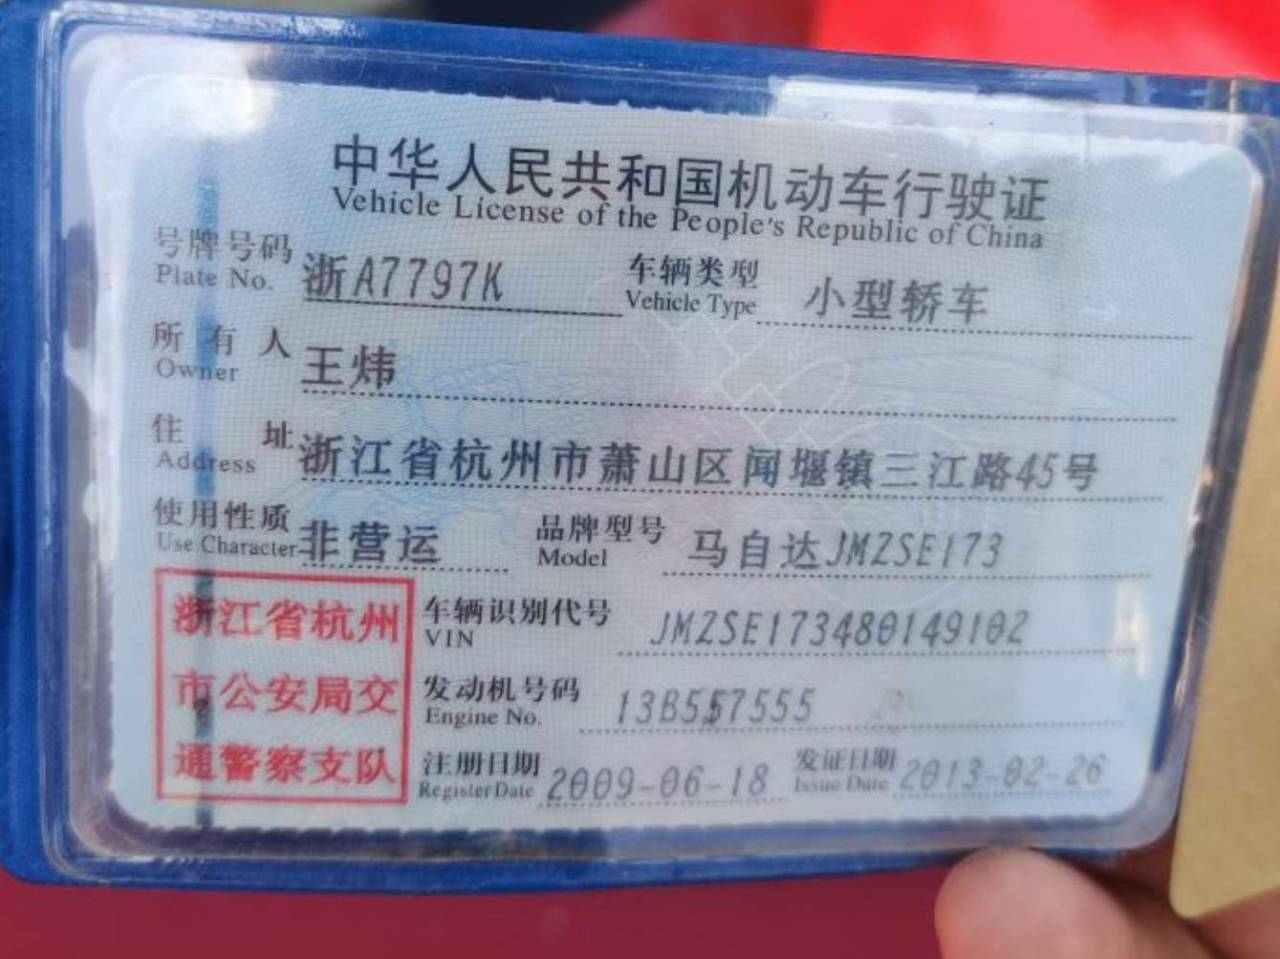 中华人民共和国机动车行驶证
Vehicle License of the People's Republic of China
号牌号码 浙A7797K 车辆类型 小型轿车
Plate No. Vehicle Type
所有人 王炜
Owner
住址 浙江省杭州市萧山区闻堰镇三江路45号
Address
使用性质 非营运 品牌型号 马自达JMZSE173
Use Character Model
浙江省杭州
市公安局交
通警察支队
车辆识别代号 JMZSE173480149102
VIN
发动机号码 13B557555
Engine No.
注册日期 2009-06-18 发证日期 2013-02-26
Register Date Issue Date